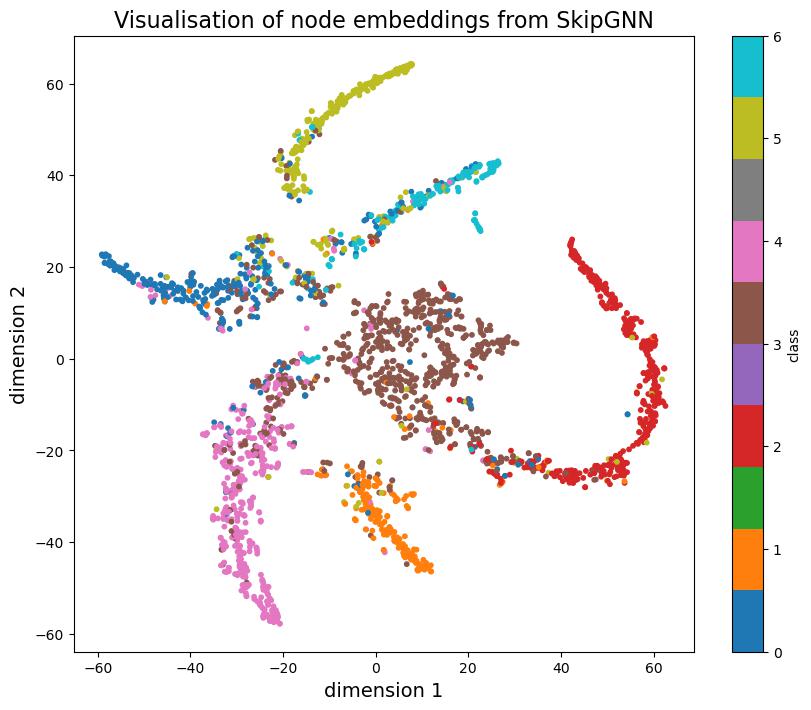 Visualisation of node embeddings from SkipGNN
60
40
20
0
−20
−40
−60
dimension 2
−60 −40 −20 0 20 40 60
dimension 1
6
5
4
3
2
1
0
class